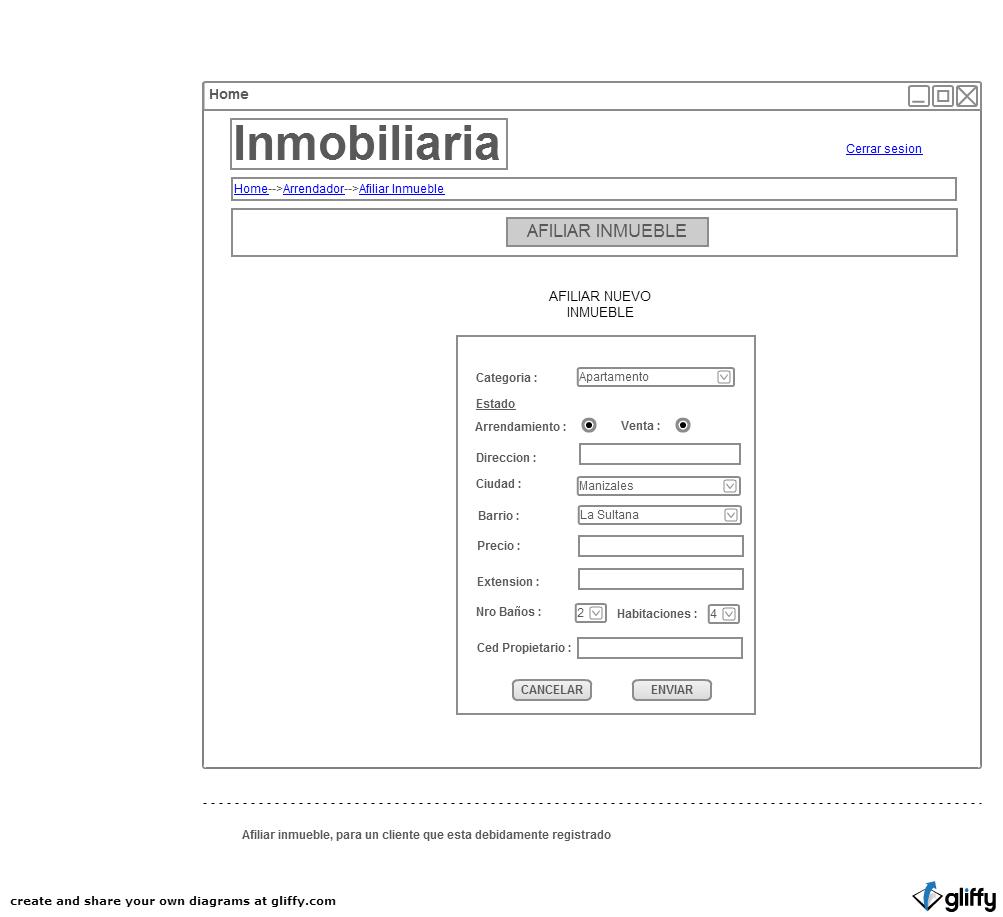 Home
Inmobiliaria
Cerrar sesion
Home-->Arrendador-->Afiliar Inmueble
AFILIAR INMUEBLE
AFILIAR NUEVO
INMUEBLE
Categoria : Apartamento
Estado
Arrendamiento : Venta :
Direccion :
Ciudad : Manizales
Barrio : La Sultana
Precio :
Extension :
Nro Baños : 2 Habitaciones : 4
Ced Propietario :
CANCELAR ENVIAR
Afiliar inmueble, para un cliente que esta debidamente registrado
create and share your own diagrams at gliffy.com
gliffy